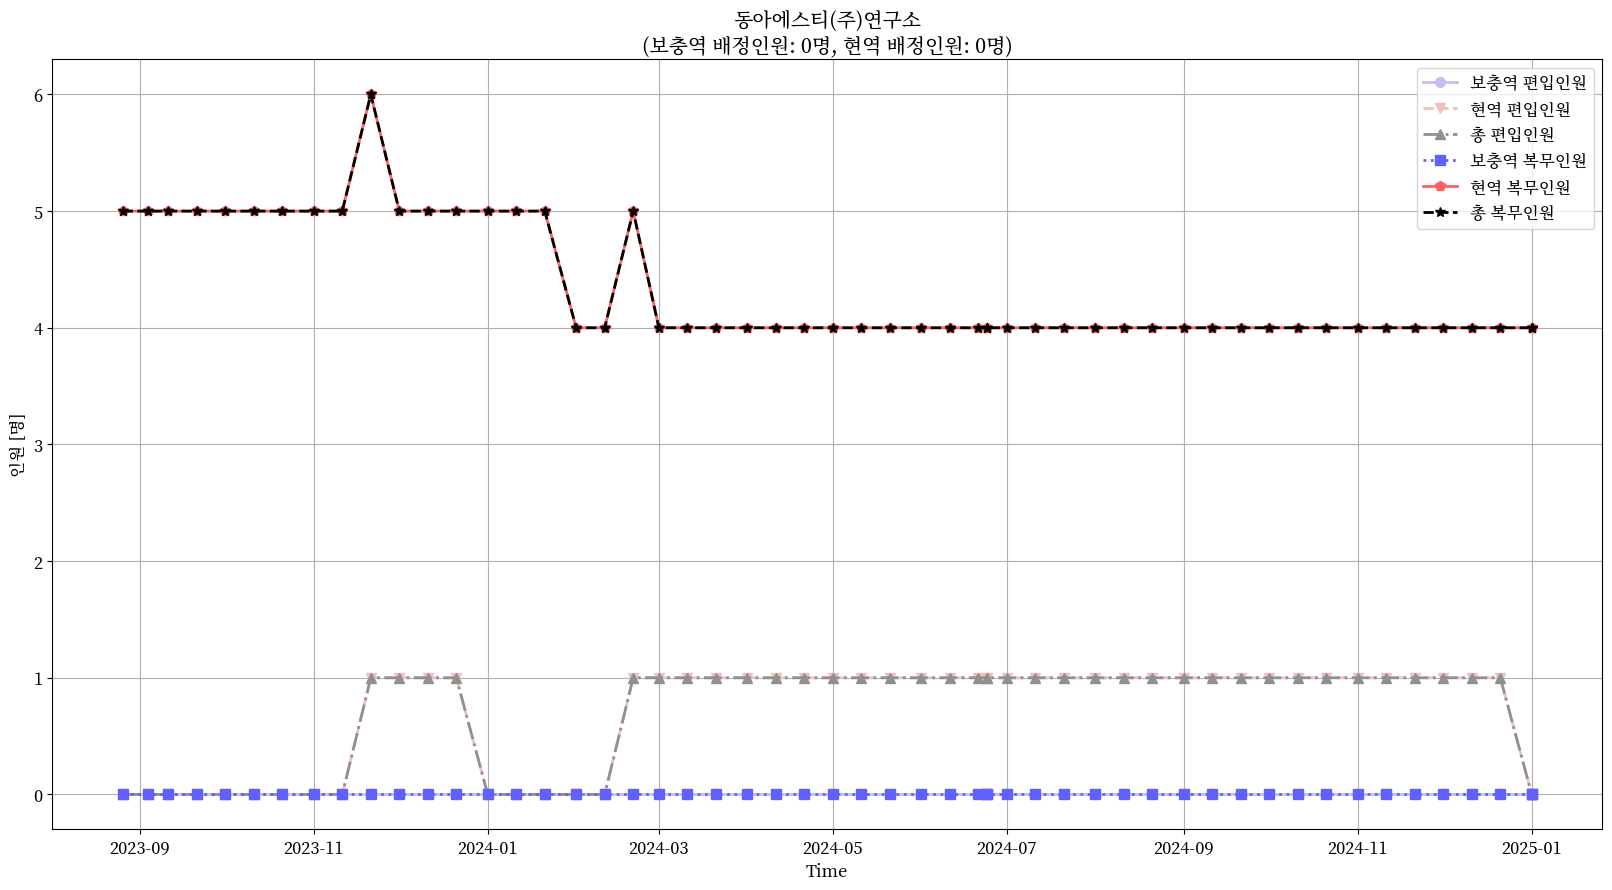 동아에스티(주)연구소
(보충역 배정인원: 0명, 현역 배정인원: 0명)
보충역 편입인원
현역 편입인원
총 편입인원
보충역 복무인원
현역 복무인원
총 복무인원
인원 [명]
6
5
4
3
2
1
0
2023-09
2023-11
2024-01
2024-03
2024-05
2024-07
2024-09
2024-11
2025-01
Time